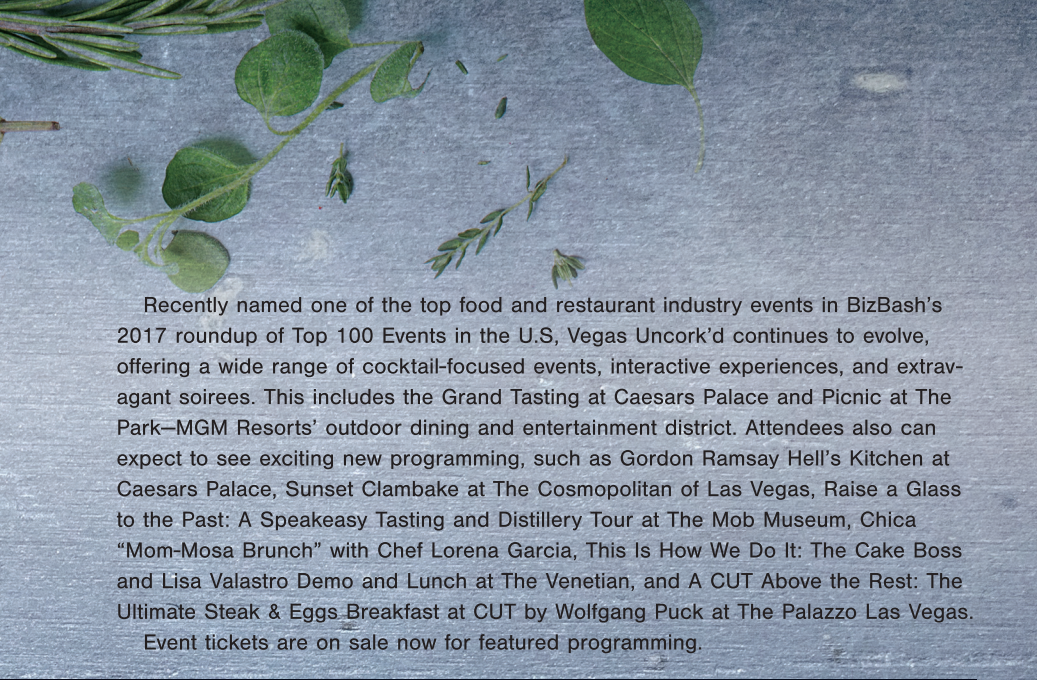 Recently named one of the top food and restaurant industry events in BizBash's
2017 roundup of Top 100 Events in the U.S, Vegas Uncork'd continues to evolve,
offering a wide range of cocktail-focused events, interactive experiences, and extrav-
agant soirees. This includes the Grand Tasting at Caesars Palace and Picnic at The
Park—MGM Resorts' outdoor dining and entertainment district. Attendees also can
expect to see exciting new programming, such as Gordon Ramsay Hell's Kitchen at
Caesars Palace, Sunset Clambake at The Cosmopolitan of Las Vegas, Raise a Glass
to the Past: A Speakeasy Tasting and Distillery Tour at The Mob Museum, Chica
“Mom-Mosa Brunch” with Chef Lorena Garcia, This Is How We Do It: The Cake Boss
and Lisa Valastro Demo and Lunch at The Venetian, and A CUT Above the Rest: The
Ultimate Steak & Eggs Breakfast at CUT by Wolfgang Puck at The Palazzo Las Vegas.
Event tickets are on sale now for featured programming.